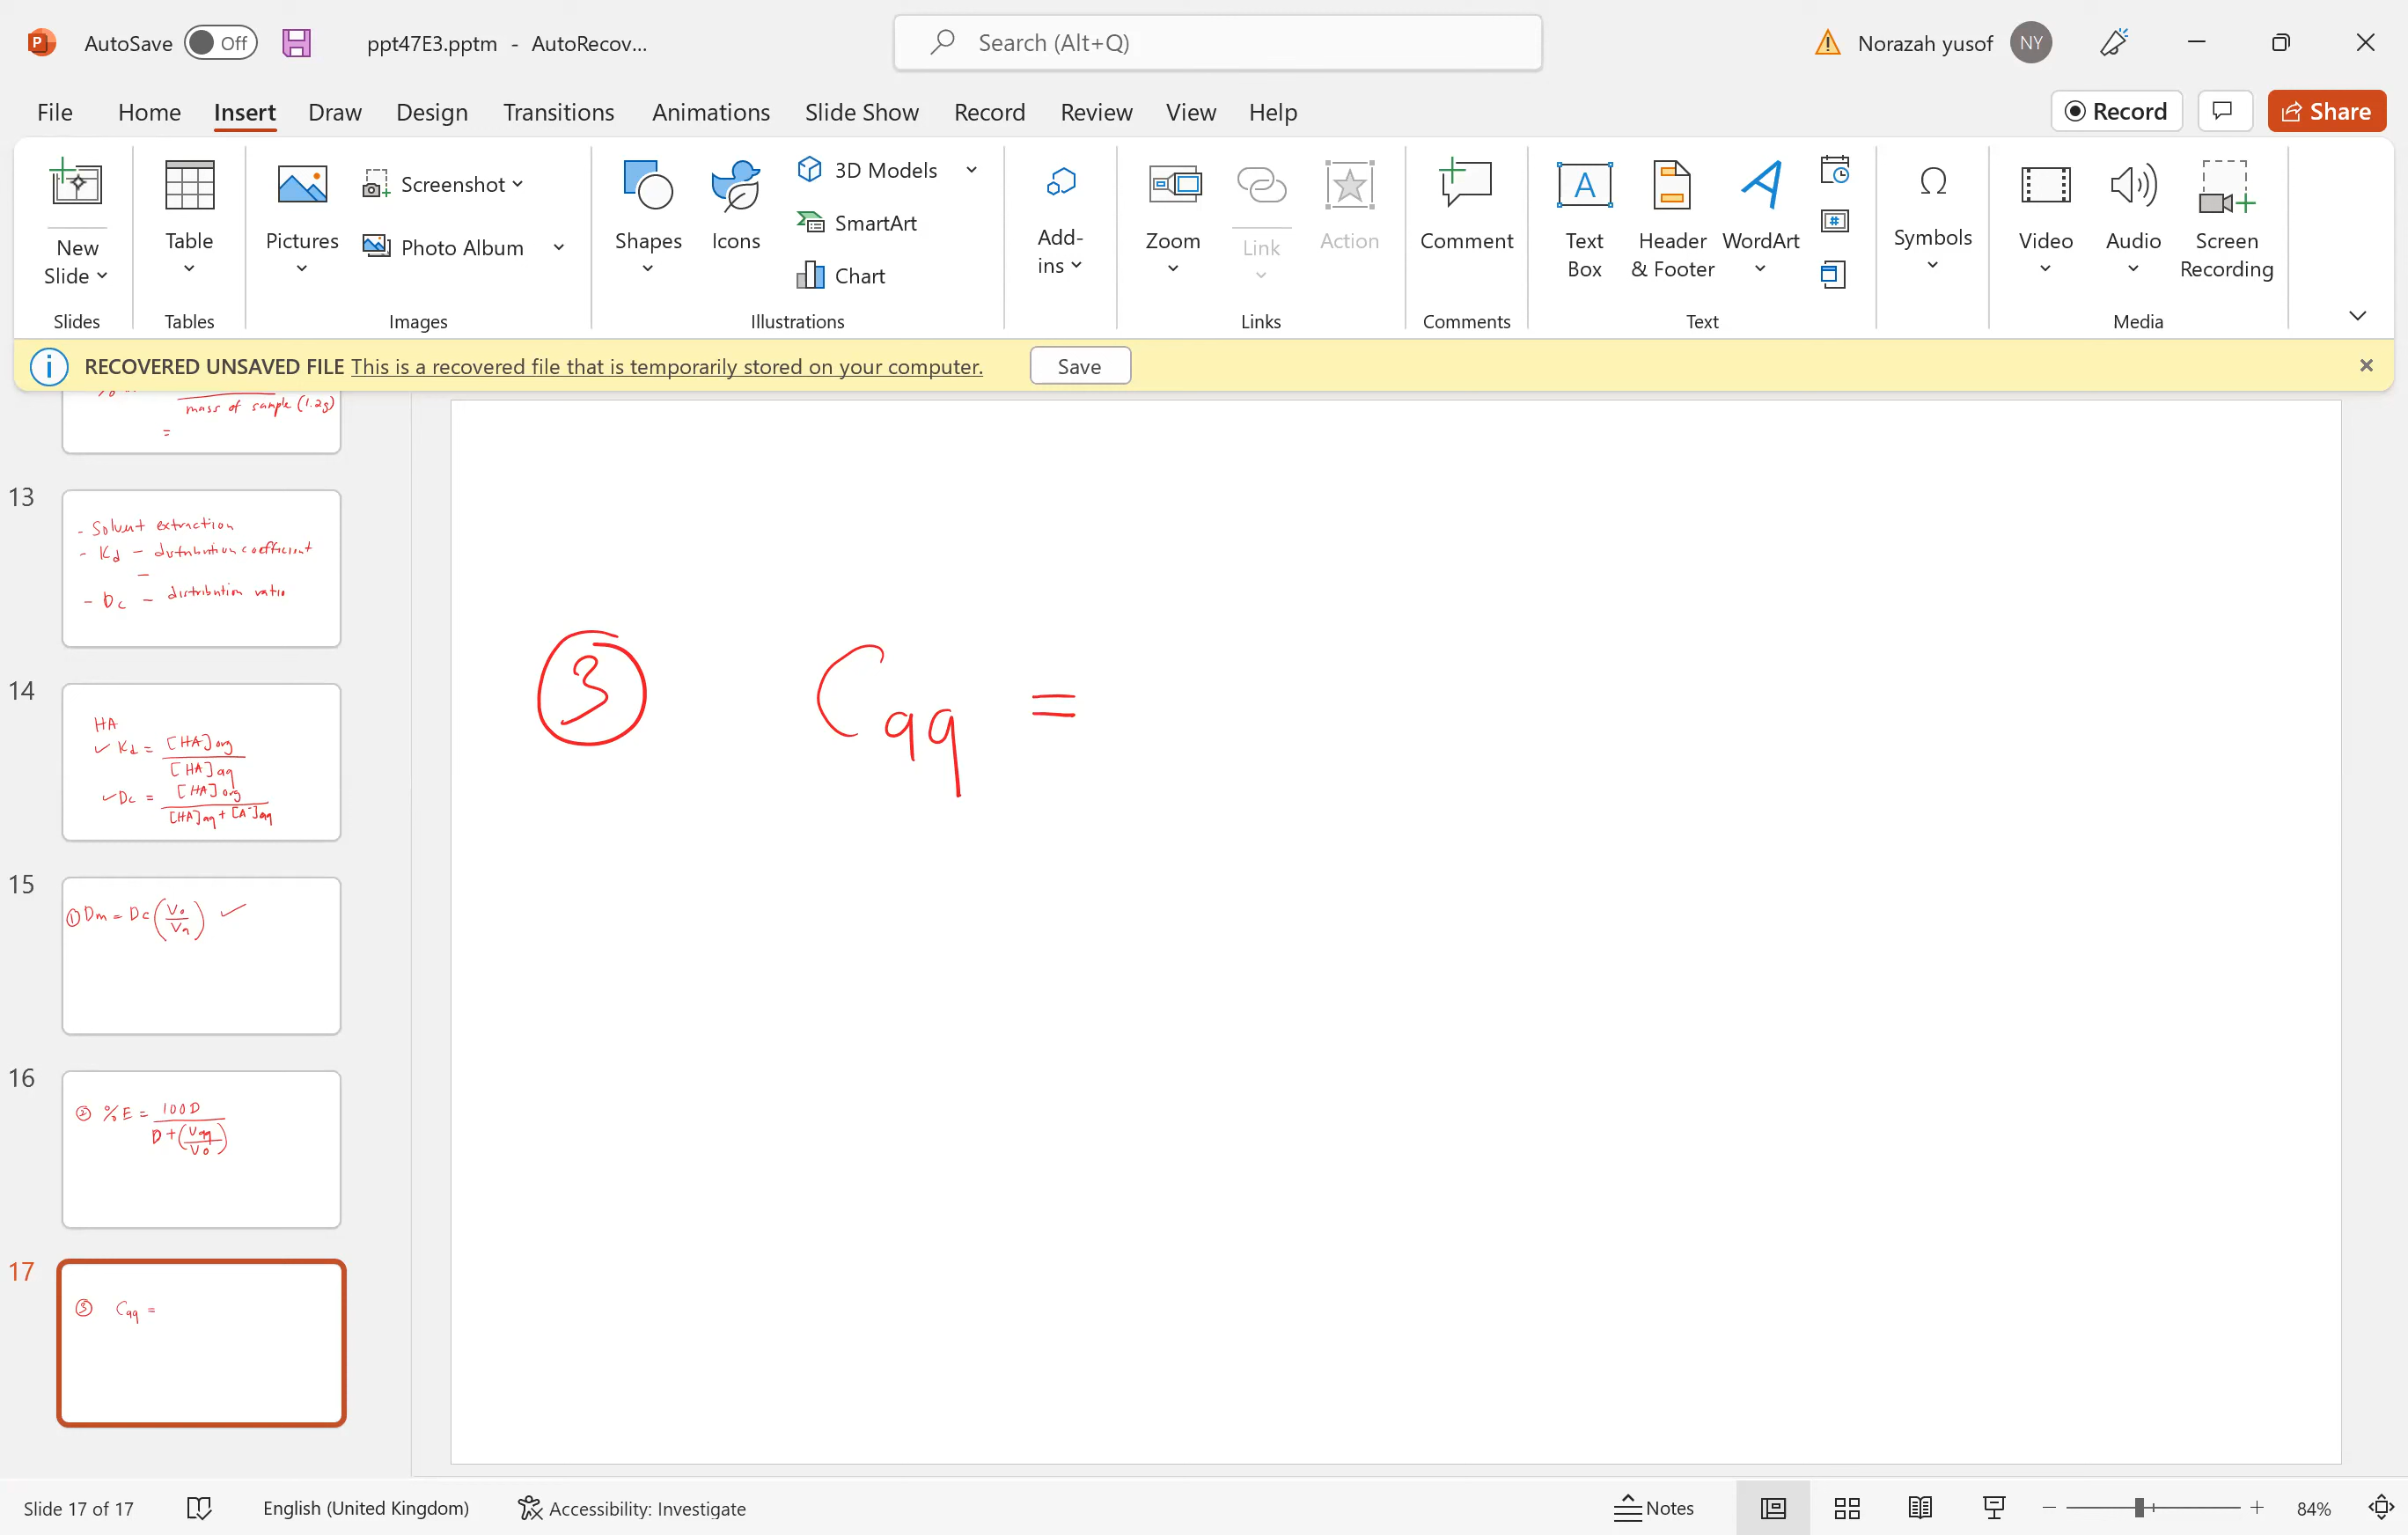 AutoSave Off ppt47E3.pptm - AutoRecov... Search (Alt+Q) Norazah yusof NY
File Home Insert Draw Design Transitions Animations Slide Show Record Review View Help Record Share
New Slide
Table
Pictures
Screenshot
Photo Album
Shapes
Icons
3D Models
SmartArt
Chart
Add-ins
Zoom
Link
Action
Comment
Text Box
Header & Footer
WordArt
Symbols
Video
Audio
Screen Recording
Slides Tables Images Illustrations Links Comments Text Media
RECOVERED UNSAVED FILE This is a recovered file that is temporarily stored on your computer. Save
mass of sample (1.2g)
=
13
- Solvent extraction
- Kd - distribution coefficient
-
- Dc - distribution ratio
14
HA
✓ Kd = [HA]org
[HA]aq
✓ Dc = [HA]org
[HA]aq + [A⁻]aq
15
① Dm = Dc (Vo/Va) ✓
16
② %E = 100D
D + (Vaq/Vo)
17
③ Caq =
③ Caq =
Slide 17 of 17 English (United Kingdom) Accessibility: Investigate Notes 84%